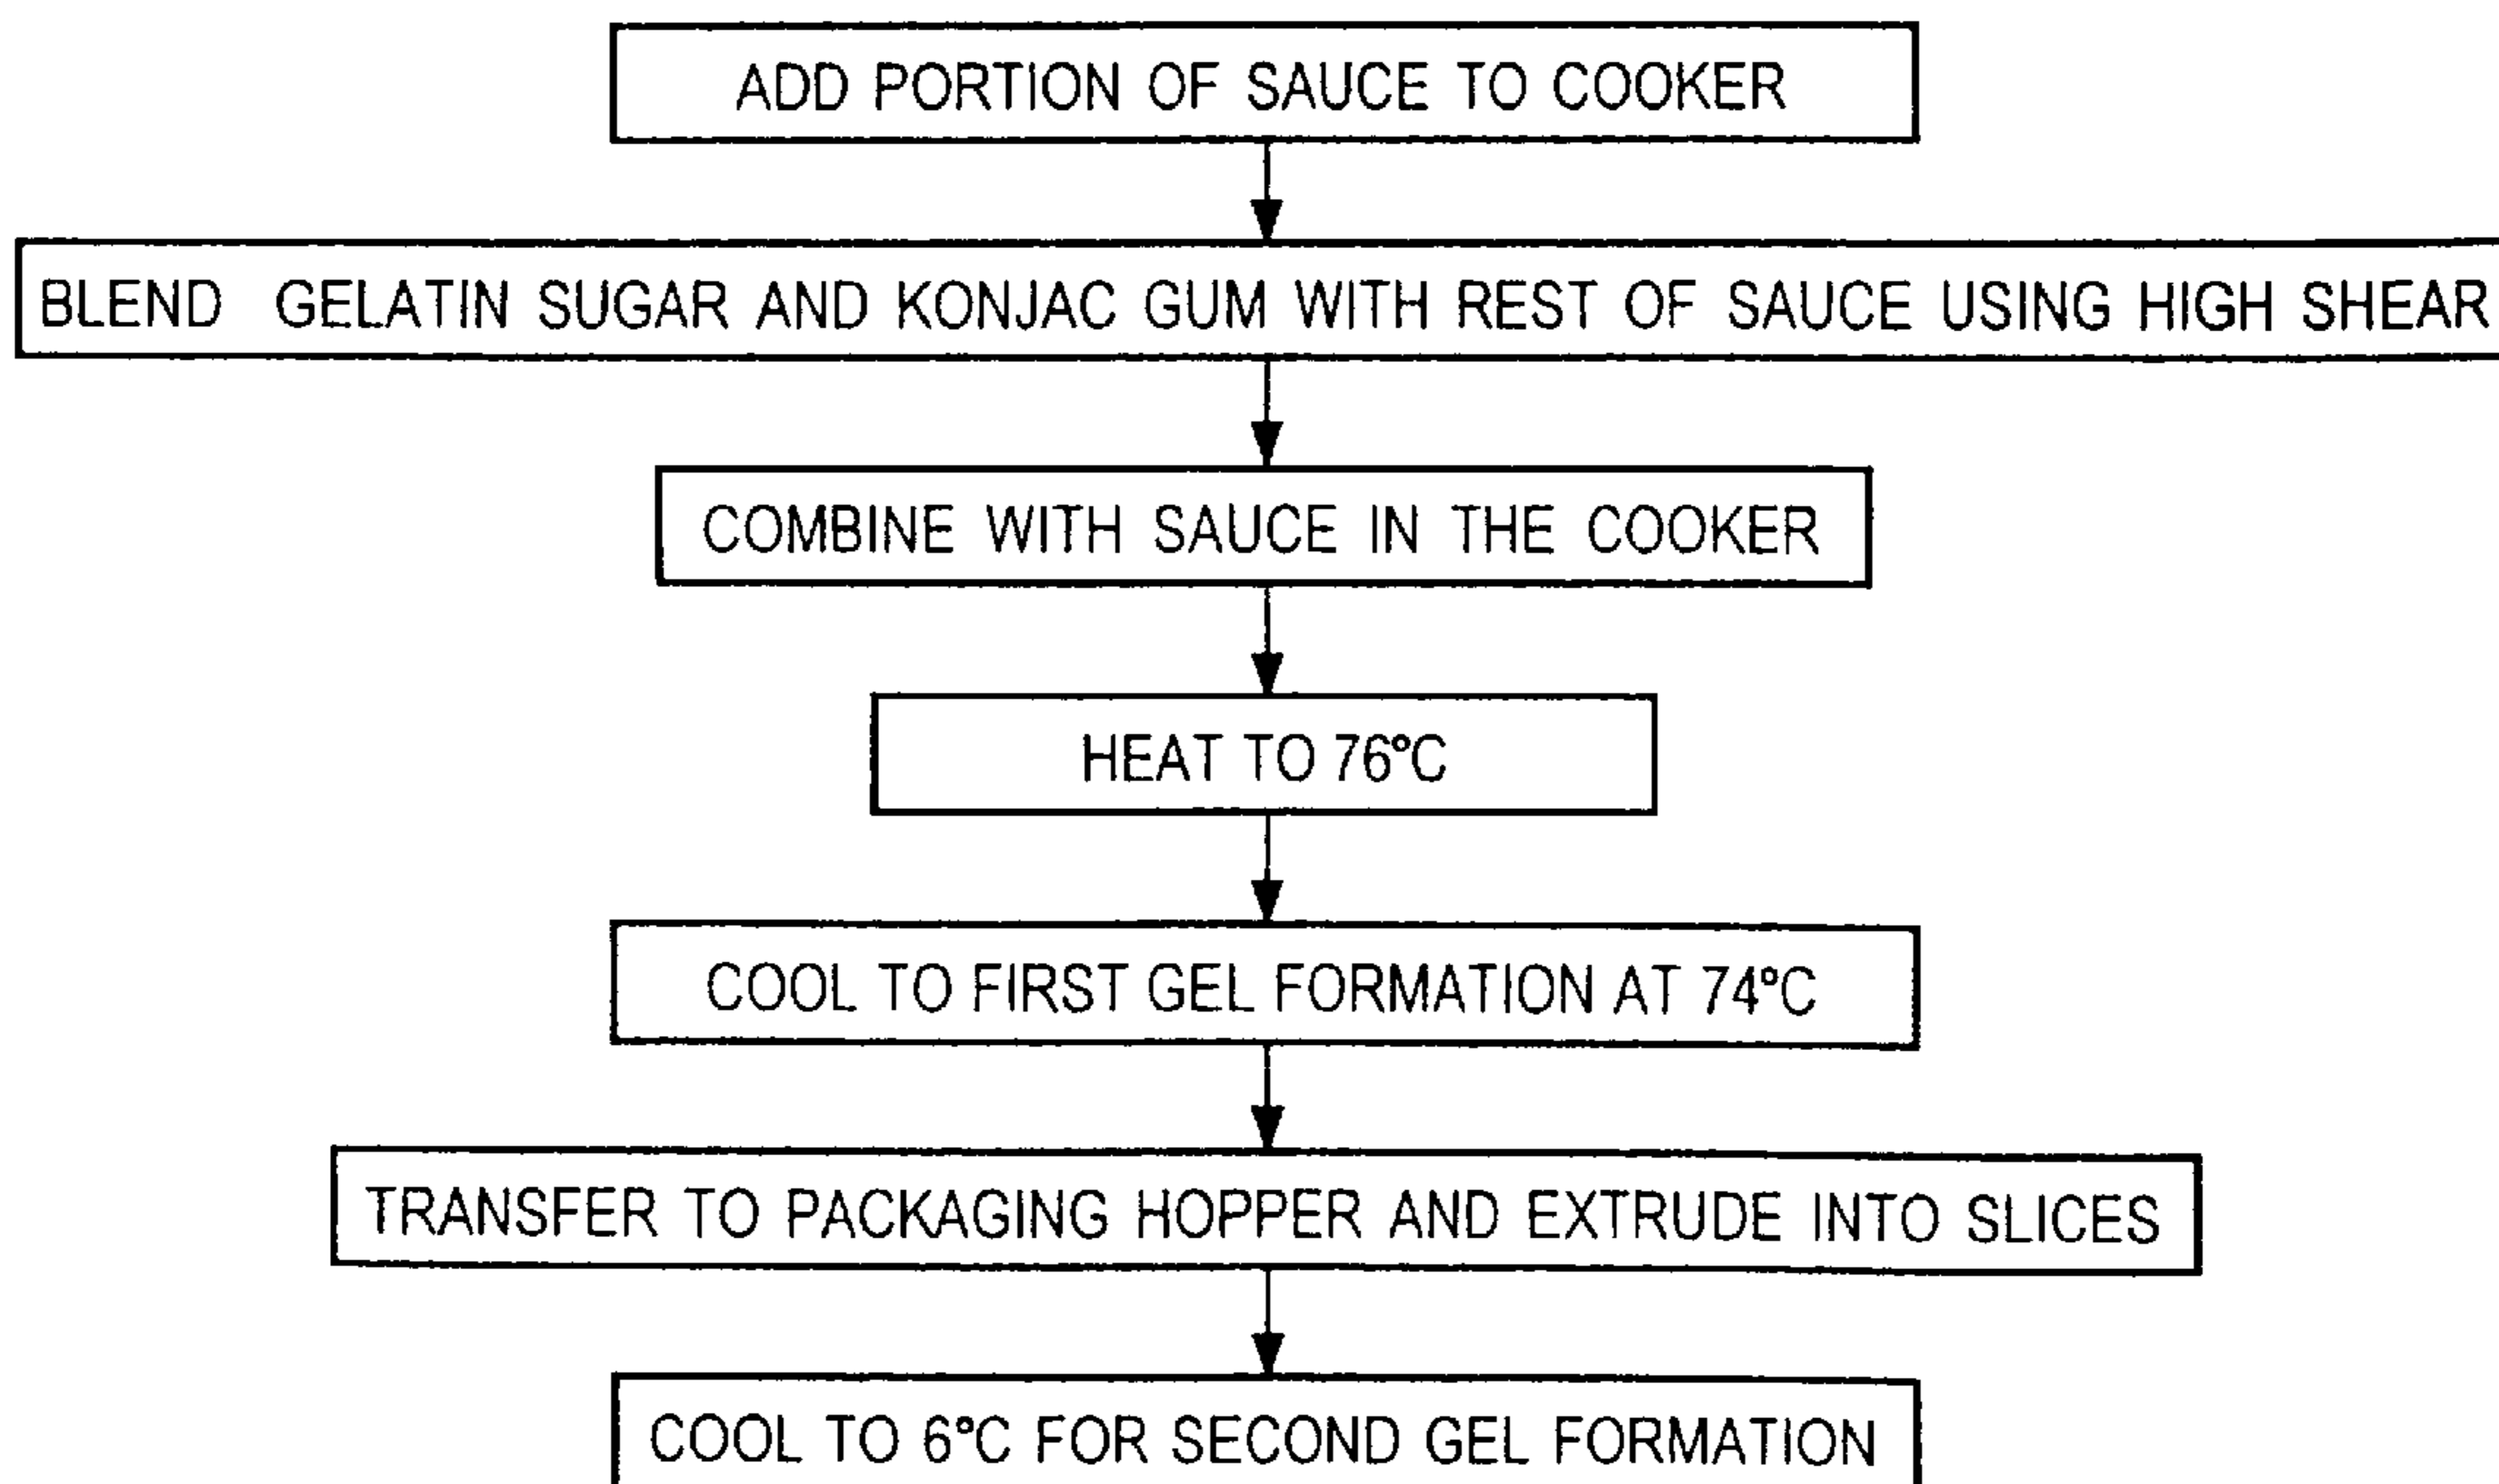 ADD PORTION OF SAUCE TO COOKER
BLEND GELATIN SUGAR AND KONJAC GUM WITH REST OF SAUCE USING HIGH SHEAR
COMBINE WITH SAUCE IN THE COOKER
HEAT TO 76°C
COOL TO FIRST GEL FORMATION AT 74°C
TRANSFER TO PACKAGING HOPPER AND EXTRUDE INTO SLICES
COOL TO 6°C FOR SECOND GEL FORMATION